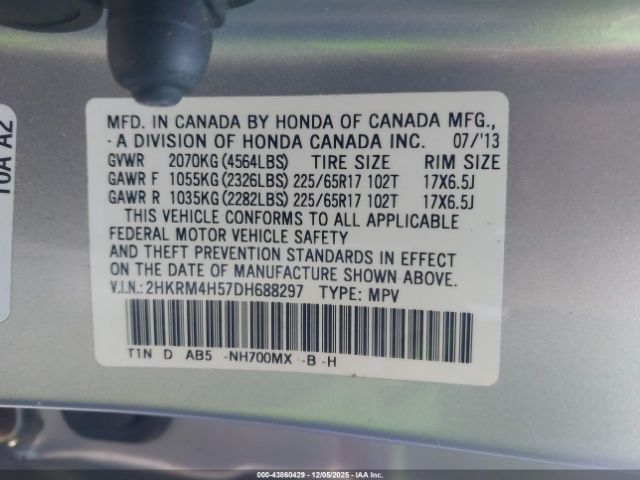 MFD. IN CANADA BY HONDA OF CANADA MFG.,
-A DIVISION OF HONDA CANADA INC. 07/'13
GVWR 2070KG(4564LBS) TIRE SIZE RIM SIZE
GAWR F 1055KG(2326LBS)225/65R17 102T 17X6.5J
GAWR R 1035KG(2282LBS)225/65R17 102T 17X6.5J
THIS VEHICLE CONFORMS TO ALL APPLICABLE
FEDERAL MOTOR VEHICLE SAFETY
AND THEFT PREVENTION STANDARDS IN EFFECT
ON THE DATE OF MANUFACTURE SHOWN ABOVE.
V.I.N.:2HKRM4H57DH688297 TYPE: MPV
T1N D AB5 -NH700MX -B -H
10A A2
00-43860429 - 12/05/2025 - IAA Inc.